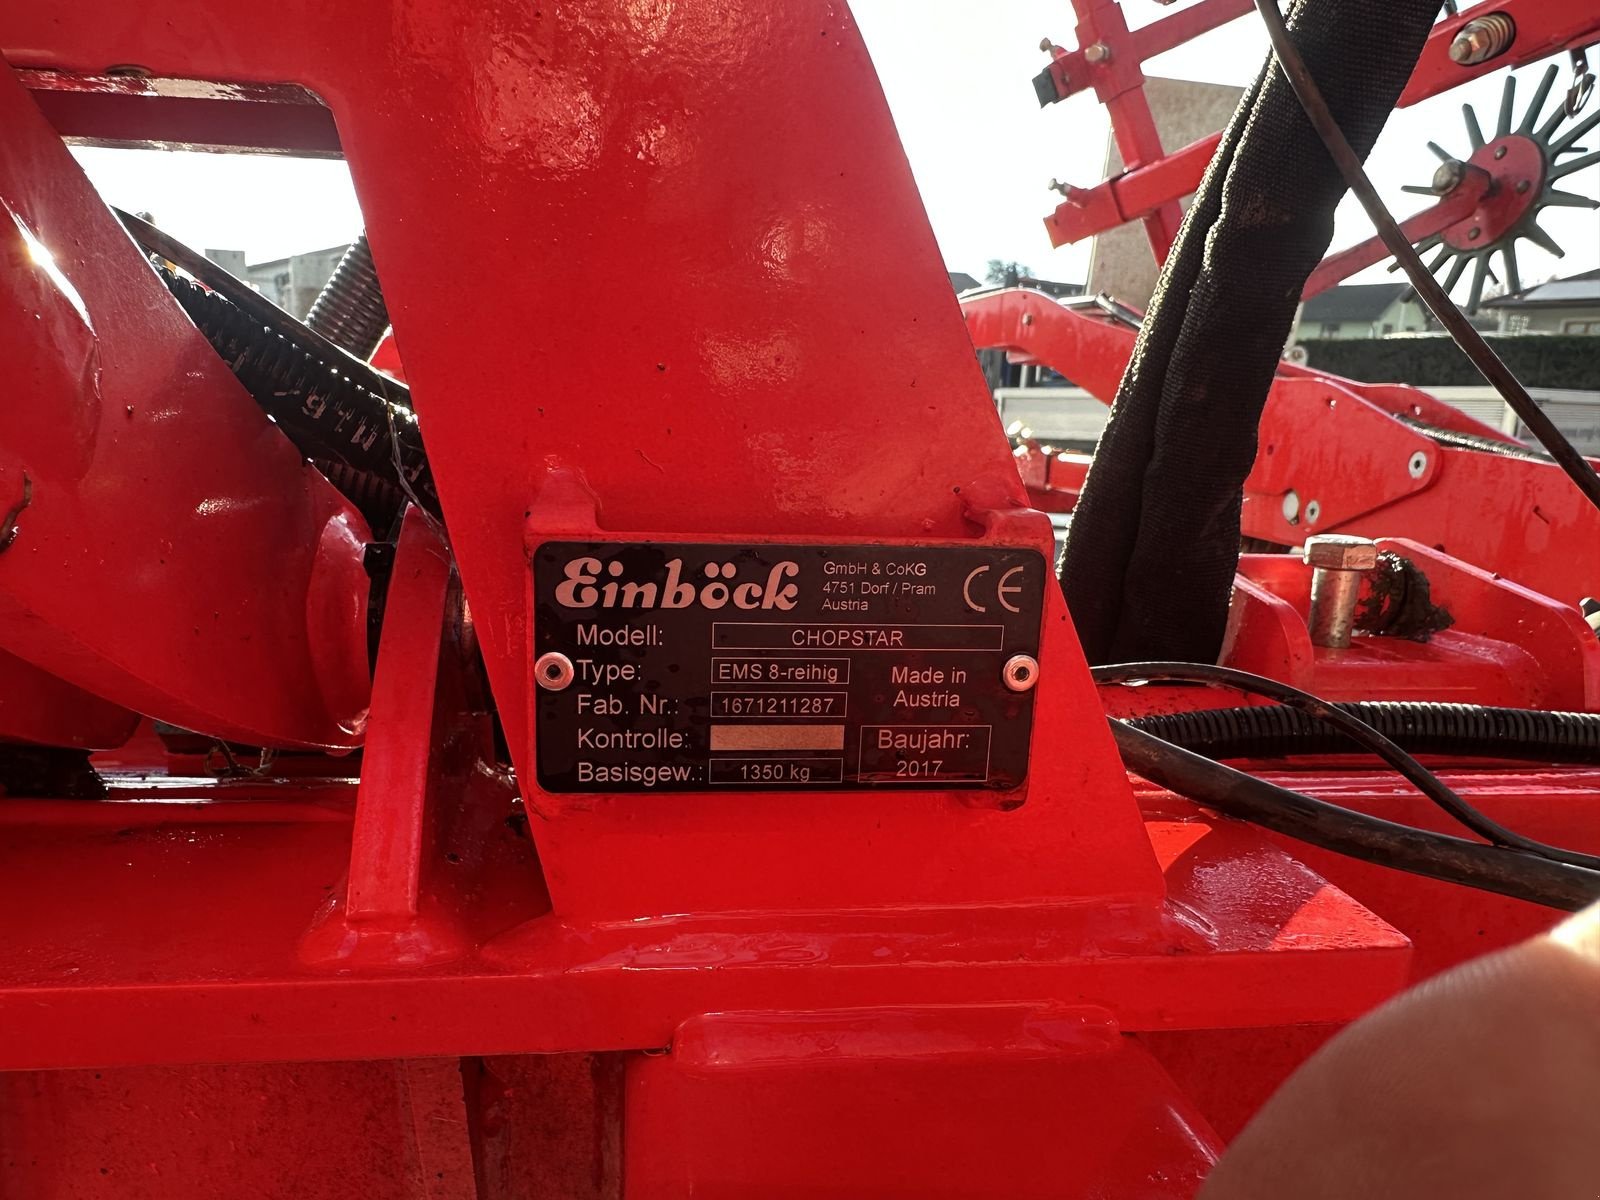 Einböck
GmbH & CoKG
4751 Dorf / Pram
Austria
CE
Modell: CHOPSTAR
Type: EMS 8-reihig
Made in
Austria
Fab. Nr.: 1671211287
Kontrolle:
Baujahr:
2017
Basisgew.: 1350 kg